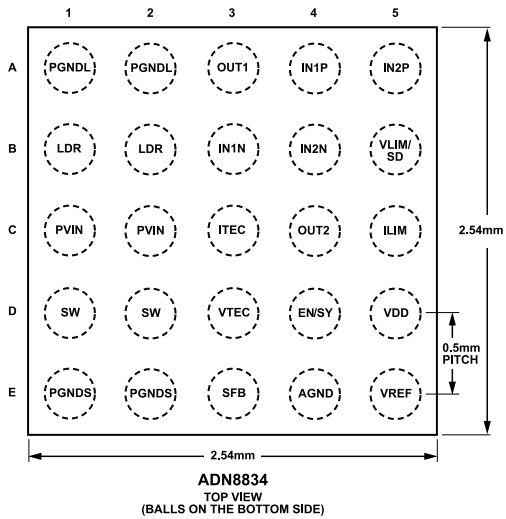 1 2 3 4 5
A PGNDL PGNDL OUT1 IN1P IN2P
B LDR LDR IN1N IN2N VLIM/
SD
C PVIN PVIN ITEC OUT2 ILIM
2.54mm
D SW SW VTEC EN/SY VDD
0.5mm
PITCH
E PGNDS PGNDS SFB AGND VREF
2.54mm
ADN8834
TOP VIEW
(BALLS ON THE BOTTOM SIDE)